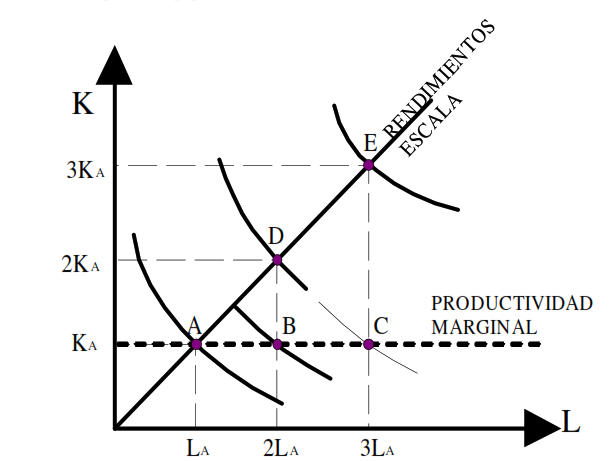 K
RENDIMIENTOS
ESCALA
E
3KA
D
2KA
PRODUCTIVIDAD
MARGINAL
A
B
C
KA
L
LA
2LA
3LA